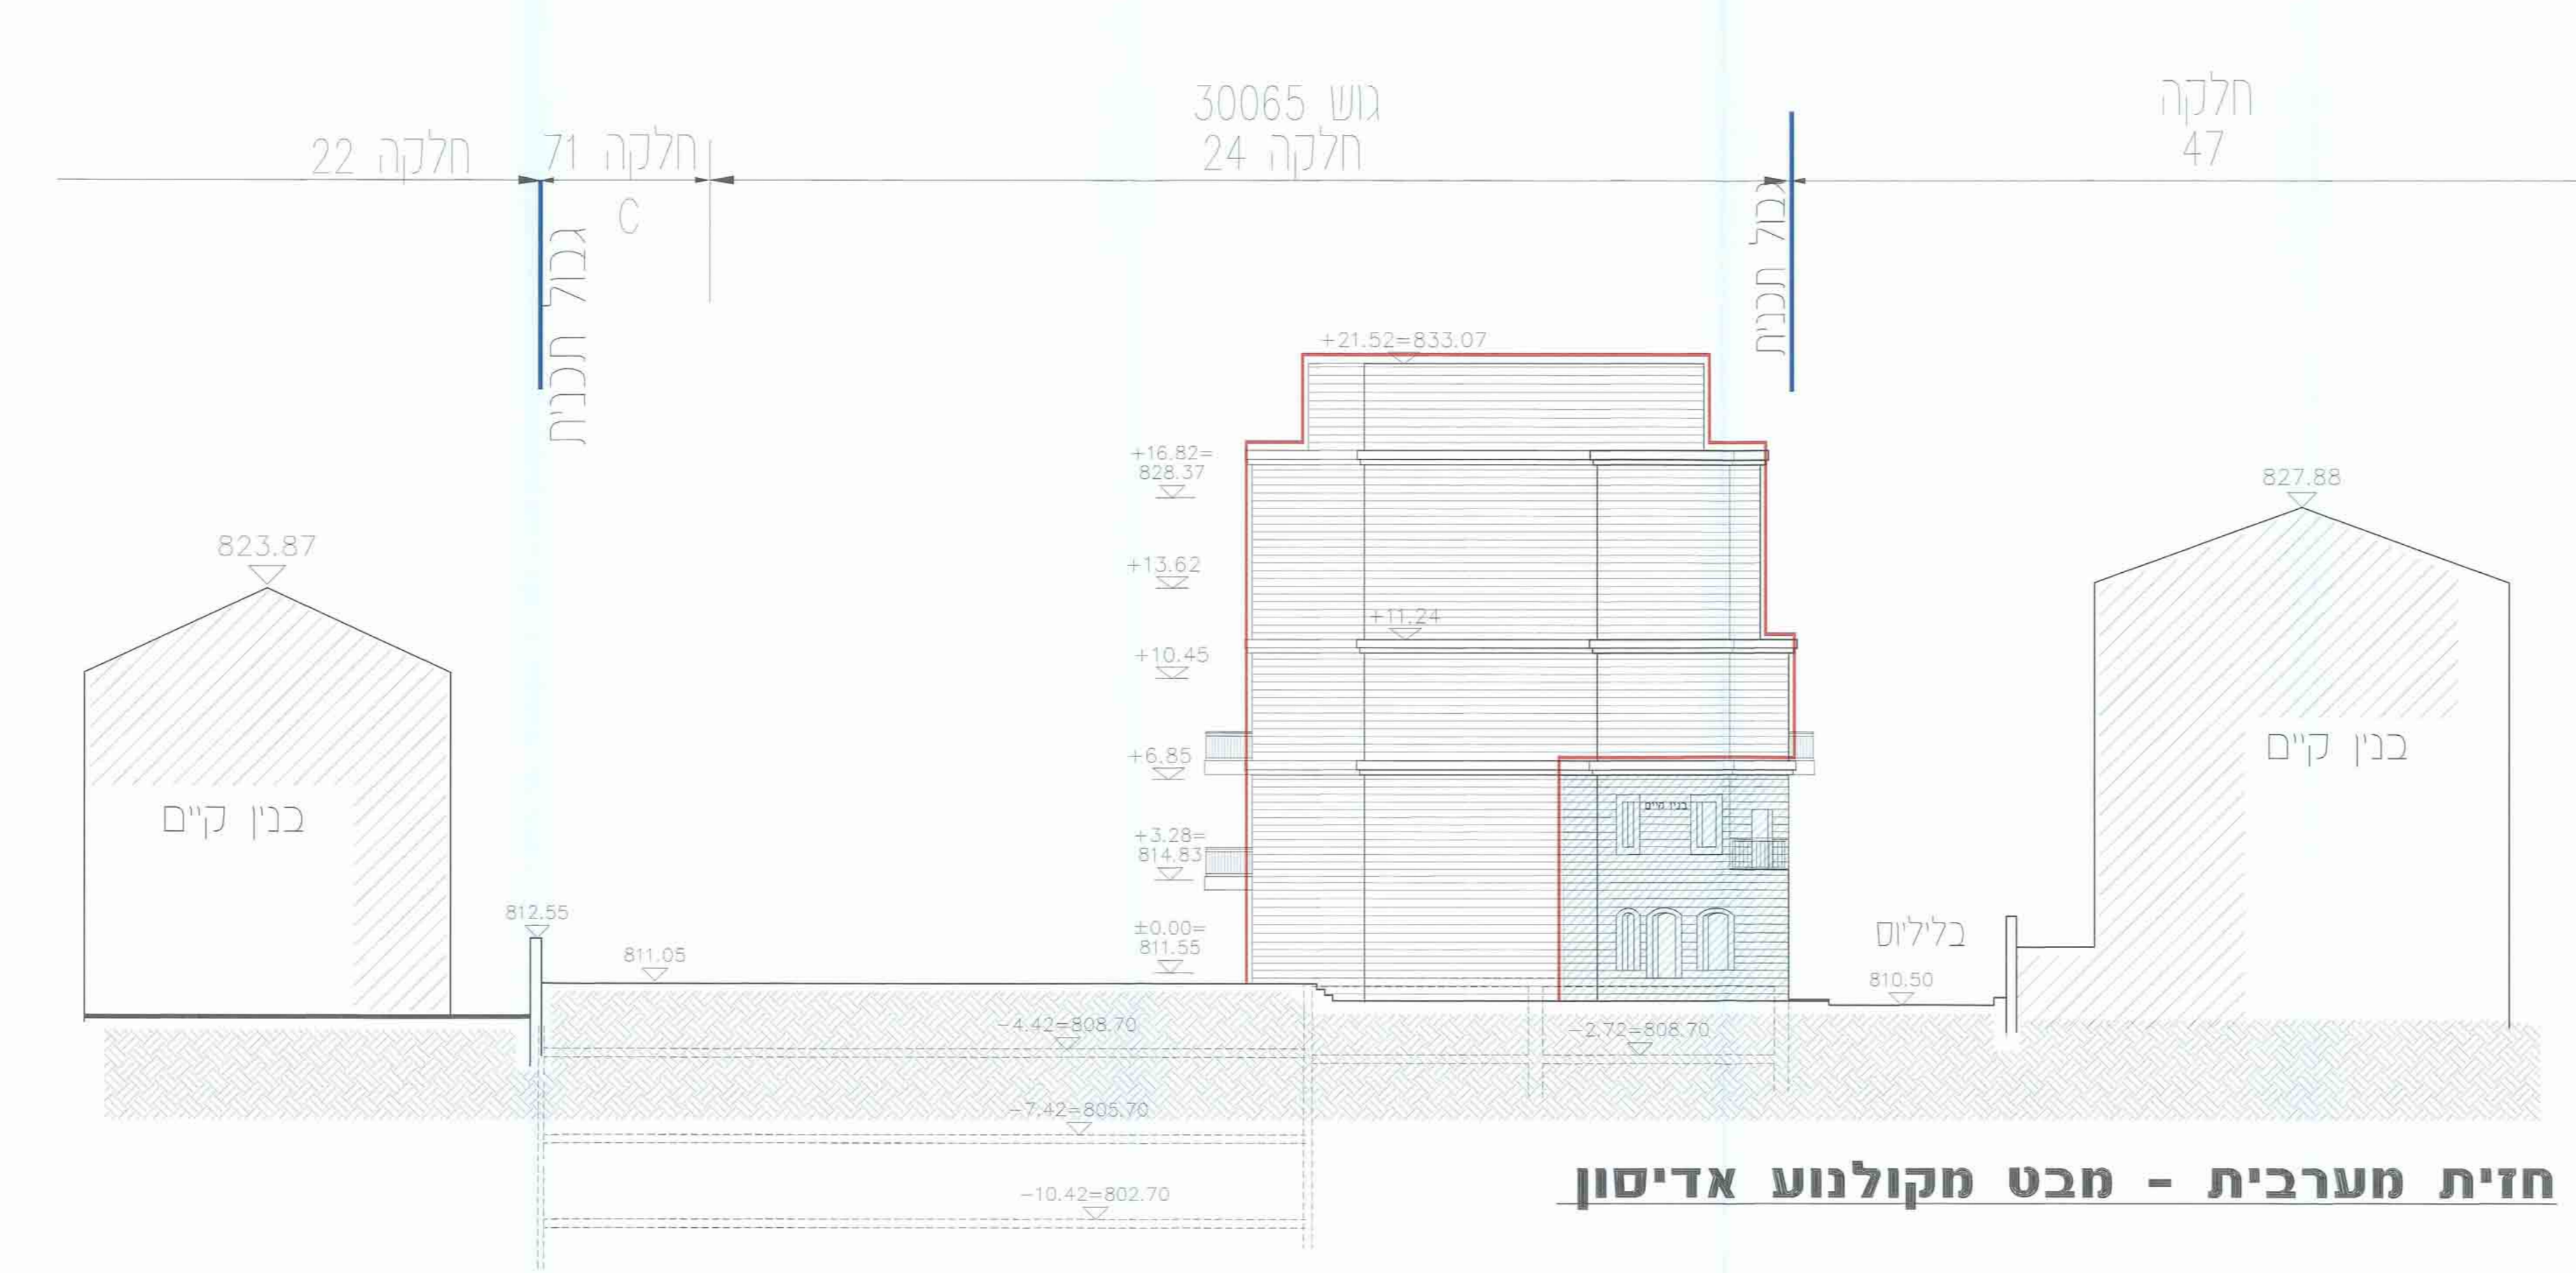 גוש 30065
חלקה 24
חלקה 71
C
חלקה 22
חלקה
47
גבול תכנית
גבול תכנית
+21.52=833.07
+16.82=
828.37
+13.62
+11.24
+10.45
+6.85
+3.28=
814.83
±0.00=
811.55
823.87
בנין קיים
827.88
בנין קיים
בנין קיים
812.55
811.05
בליליוס
810.50
-4.42=808.70
-2.72=808.70
-7.42=805.70
-10.42=802.70
חזית מערבית - מבט מקולנוע אדיסון